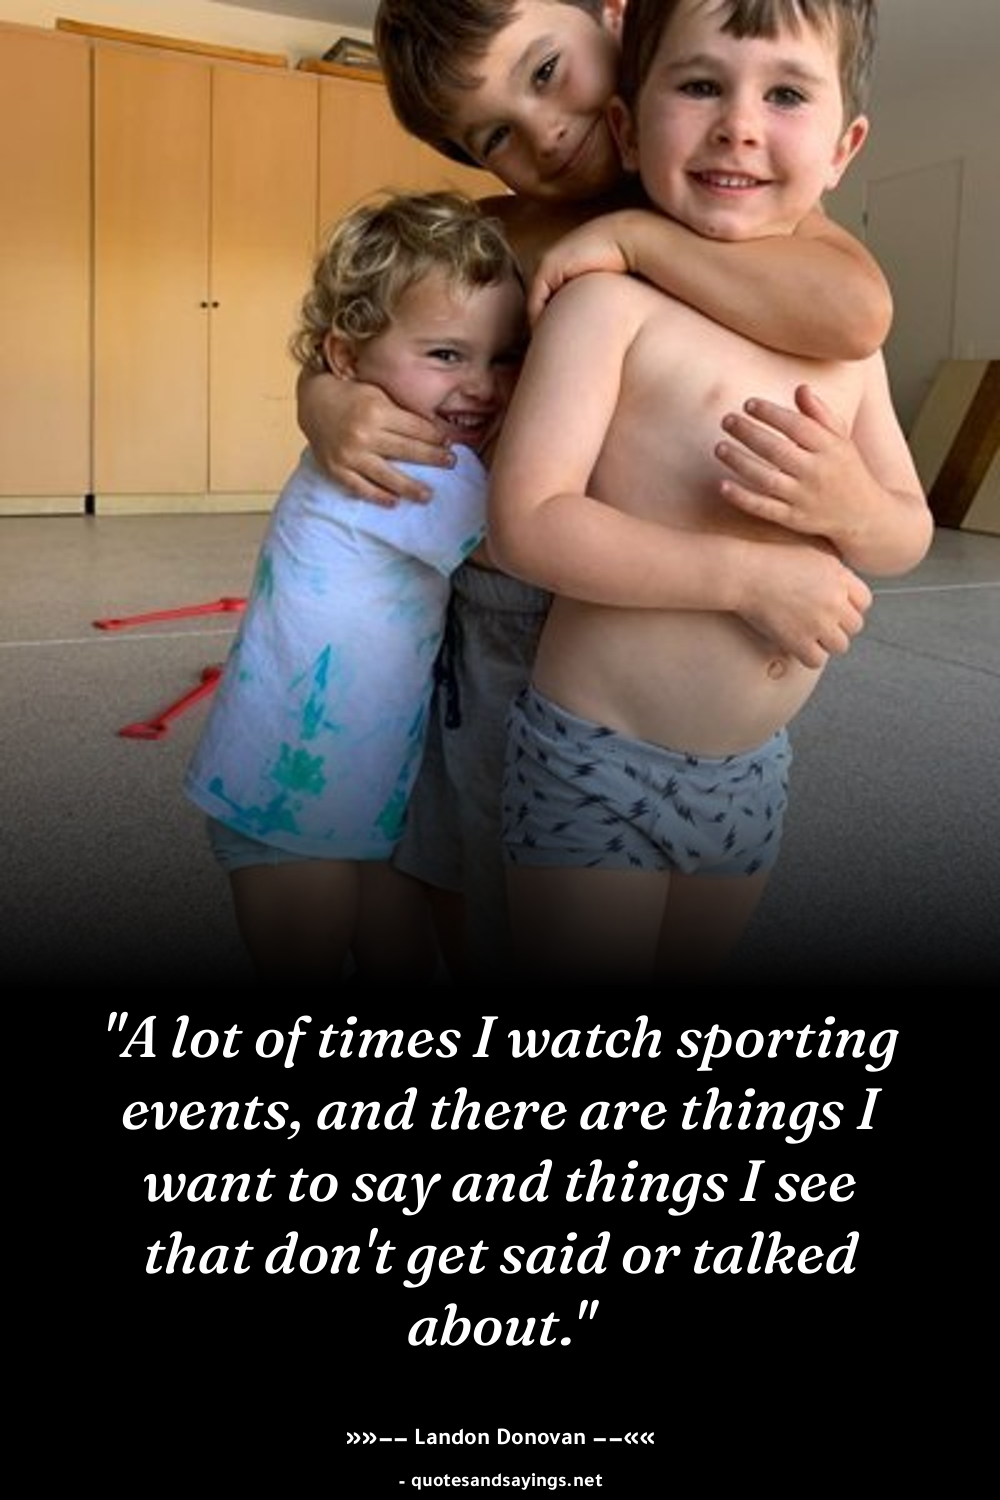 "A lot of times I watch sporting
events, and there are things I
want to say and things I see
that don't get said or talked
about."
»»−− Landon Donovan −−««
- quotesandsayings.net